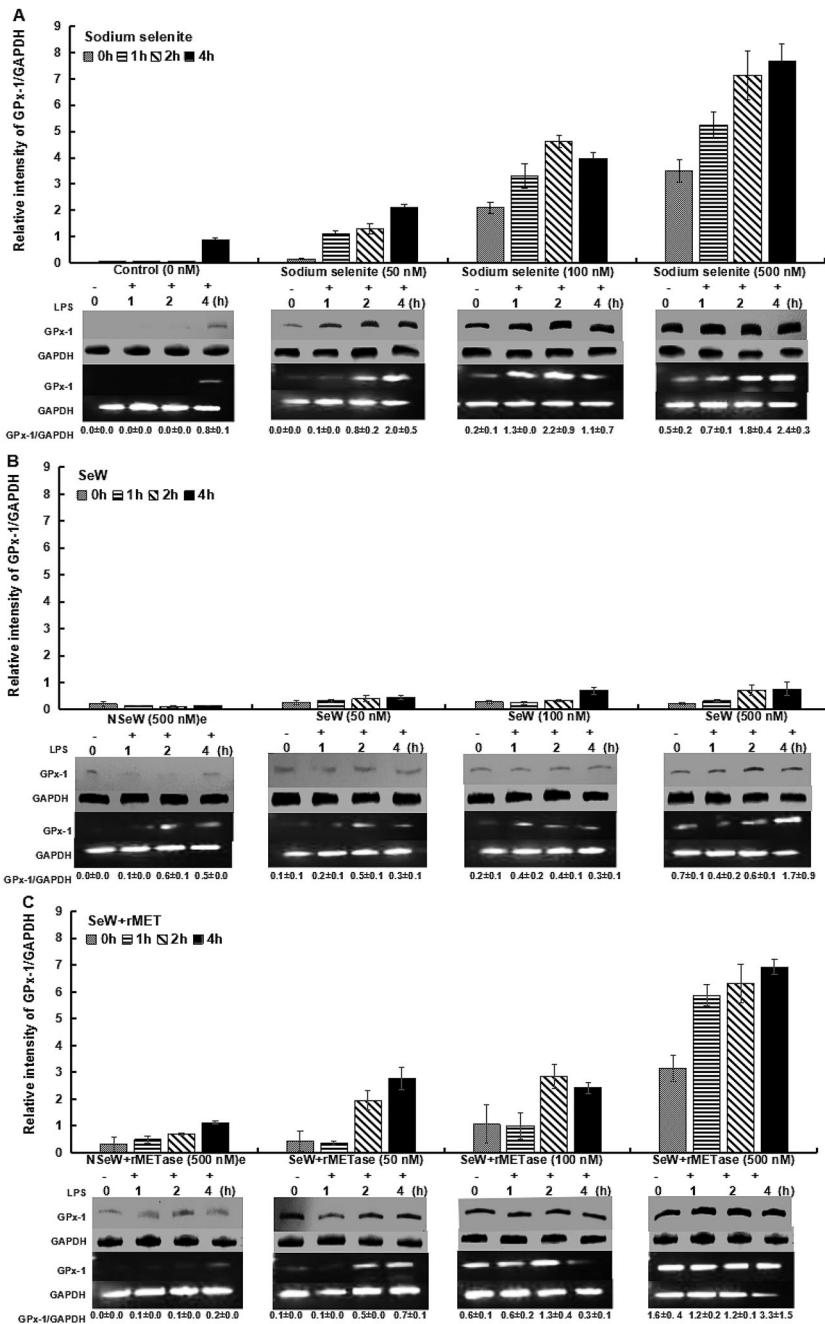 A
Sodium selenite
0h 1h 2h 4h
Relative intensity of GPx-1/GAPDH
9
8
7
6
5
4
3
2
1
0
Control (0 nM) Sodium selenite (50 nM) Sodium selenite (100 nM) Sodium selenite (500 nM)
- + + + - + + + - + + + - + + +
LPS 0 1 2 4 (h) 0 1 2 4 (h) 0 1 2 4 (h) 0 1 2 4 (h)
GPx-1
GAPDH
GPx-1
GAPDH
GPx-1/GAPDH 0.0±0.0 0.0±0.0 0.0±0.0 0.8±0.1 0.0±0.0 0.1±0.0 0.8±0.2 2.0±0.5 0.2±0.1 1.3±0.0 2.2±0.9 1.1±0.7 0.5±0.2 0.7±0.1 1.8±0.4 2.4±0.3
B
SeW
0h 1h 2h 4h
Relative intensity of GPx-1/GAPDH
9
8
7
6
5
4
3
2
1
0
NSeW (500 nM)e SeW (50 nM) SeW (100 nM) SeW (500 nM)
- + + + - + + + - + + + - + + +
LPS 0 1 2 4 (h) 0 1 2 4 (h) 0 1 2 4 (h) 0 1 2 4 (h)
GPx-1
GAPDH
GPx-1
GAPDH
GPx-1/GAPDH 0.0±0.0 0.1±0.0 0.6±0.1 0.5±0.0 0.1±0.1 0.2±0.1 0.5±0.1 0.3±0.1 0.2±0.1 0.4±0.2 0.4±0.1 0.3±0.1 0.7±0.1 0.4±0.2 0.6±0.1 1.7±0.9
C
SeW+rMET
0h 1h 2h 4h
Relative intensity of GPx-1/GAPDH
9
8
7
6
5
4
3
2
1
0
NSeW+rMETase (500 nM)e SeW+rMETase (50 nM) SeW+rMETase (100 nM) SeW+rMETase (500 nM)
- + + + - + + + - + + + - + + +
LPS 0 1 2 4 (h) 0 1 2 4 (h) 0 1 2 4 (h) 0 1 2 4 (h)
GPx-1
GAPDH
GPx-1
GAPDH
GPx-1/GAPDH 0.0±0.0 0.1±0.0 0.1±0.0 0.2±0.0 0.1±0.0 0.1±0.0 0.5±0.0 0.7±0.1 0.6±0.1 0.6±0.2 1.3±0.4 0.3±0.1 1.6±0.4 1.2±0.2 1.2±0.1 3.3±1.5